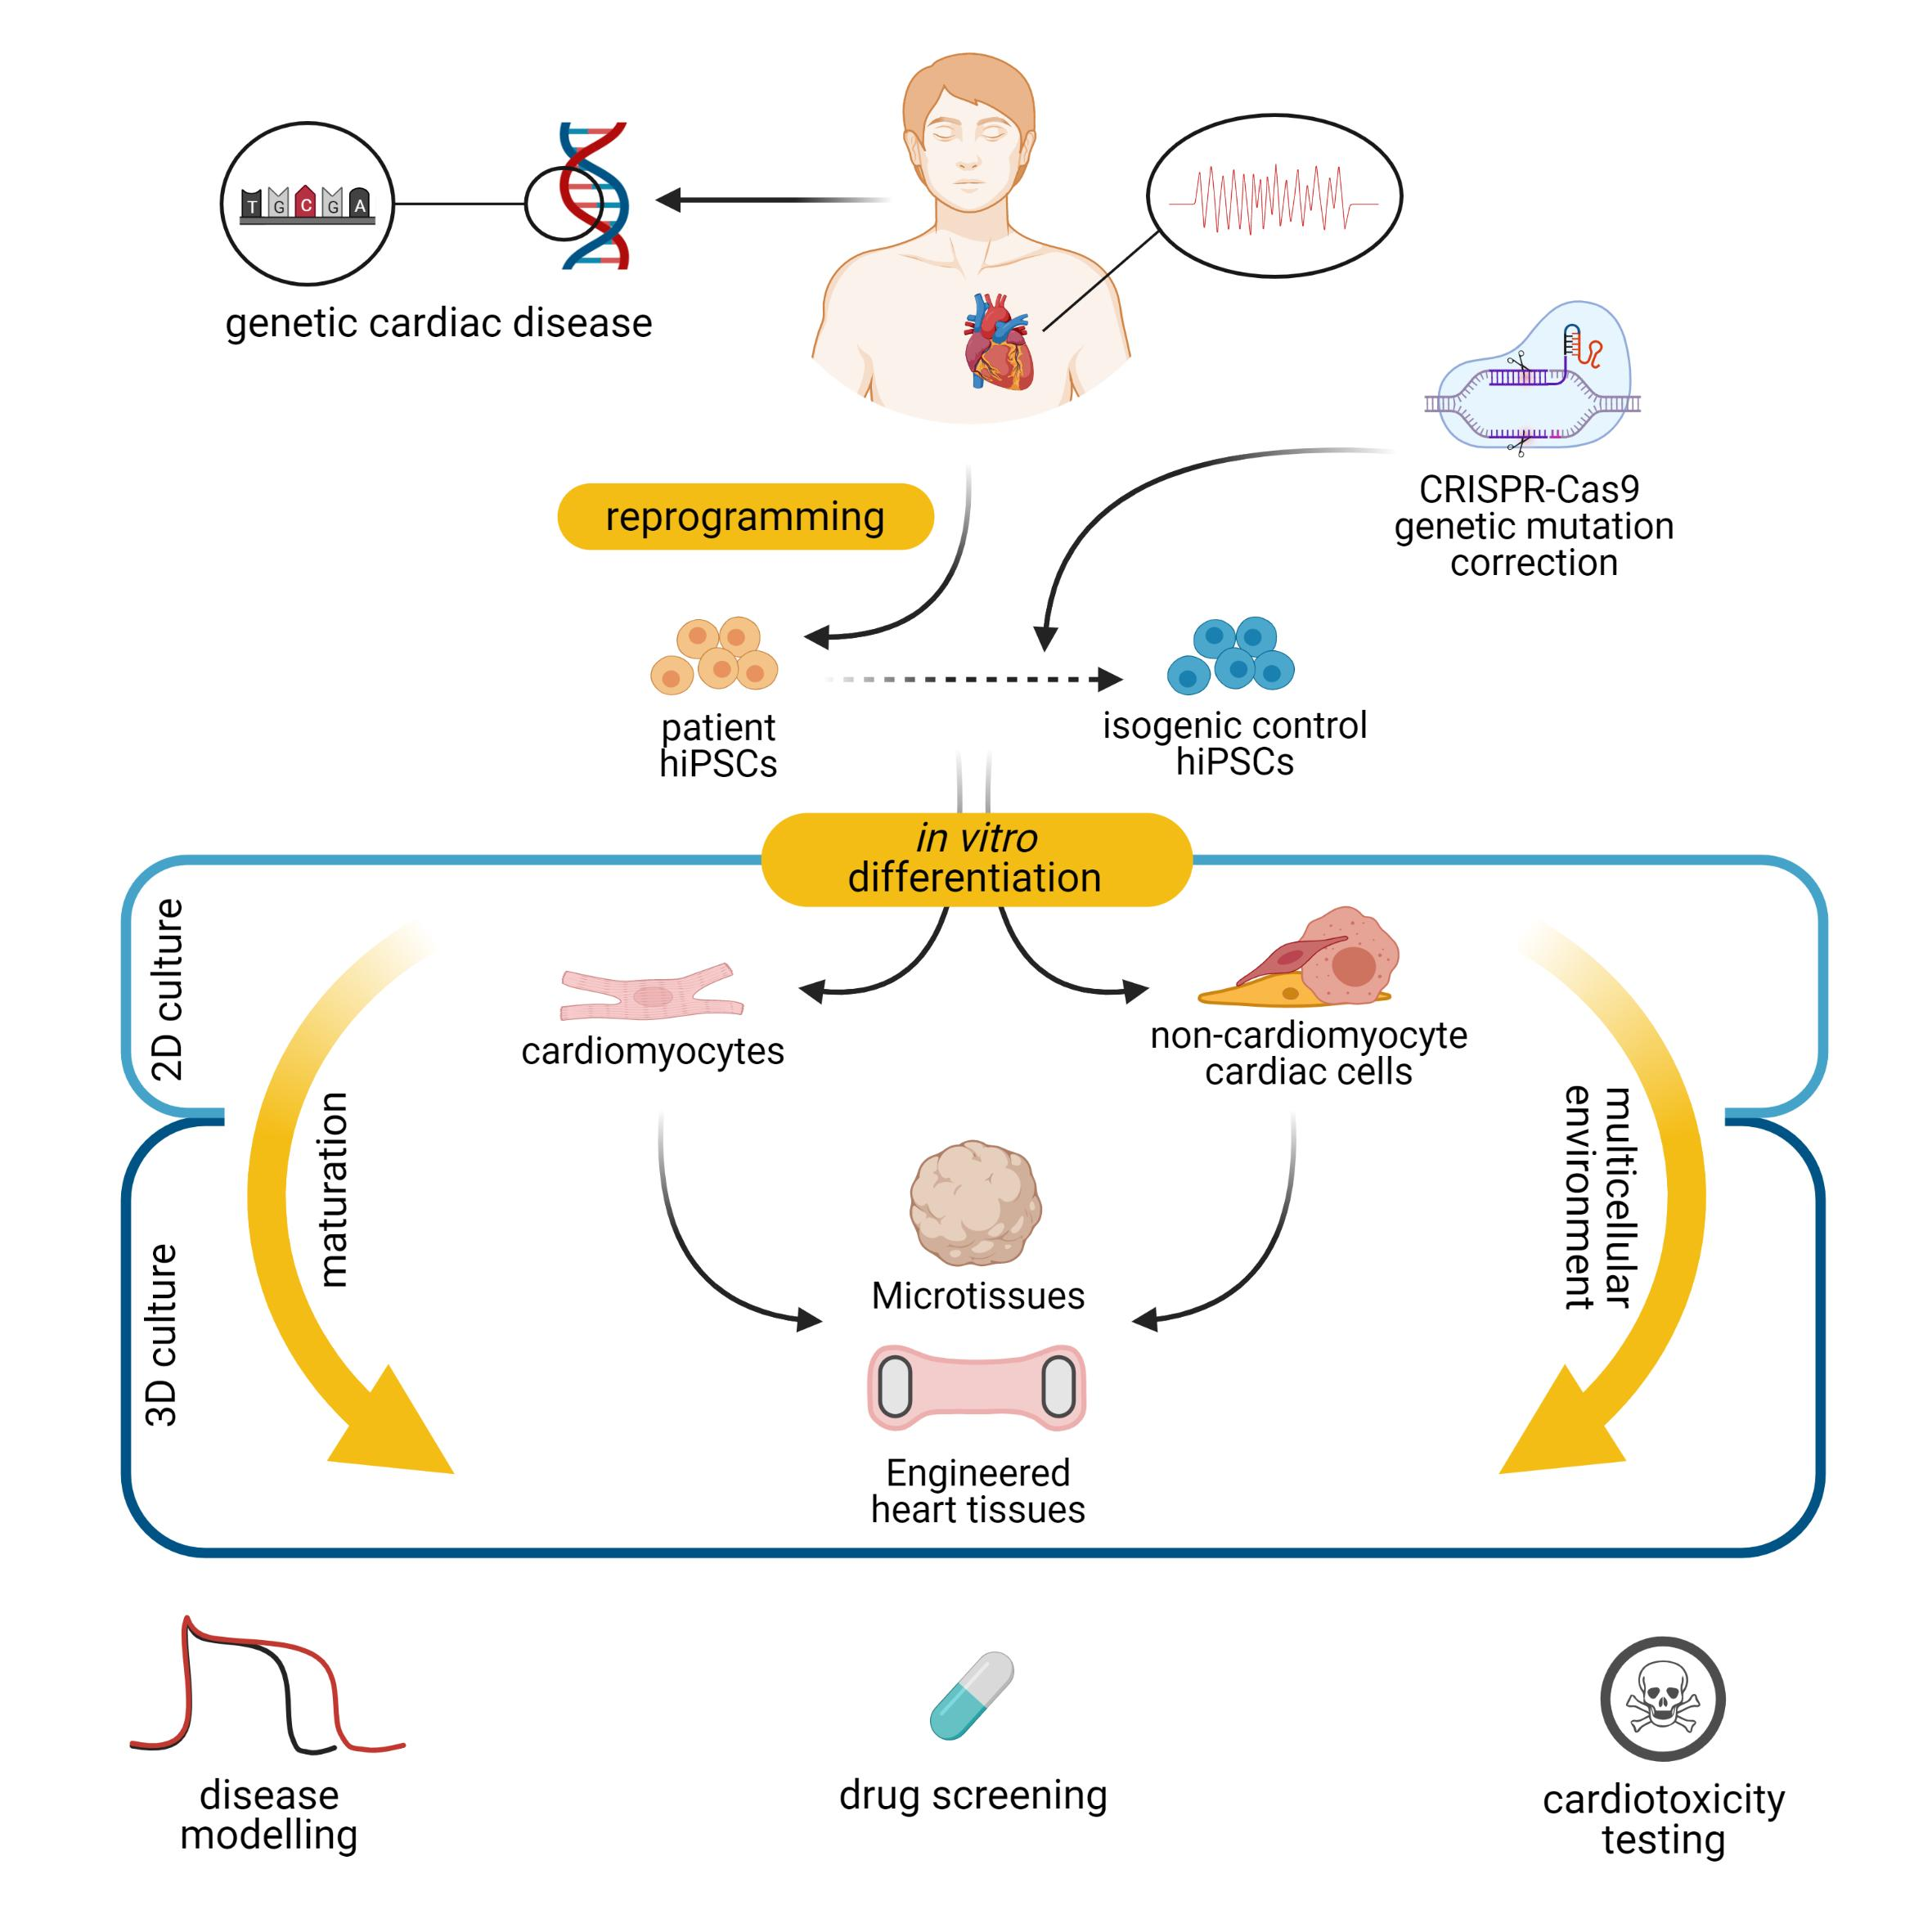 T G C G A
genetic cardiac disease
CRISPR-Cas9
genetic mutation
correction
reprogramming
patient
hiPSCs
isogenic control
hiPSCs
in vitro
differentiation
2D culture
cardiomyocytes
non-cardiomyocyte
cardiac cells
maturation
multicellular
environment
3D culture
Microtissues
Engineered
heart tissues
disease
modelling
drug screening
cardiotoxicity
testing